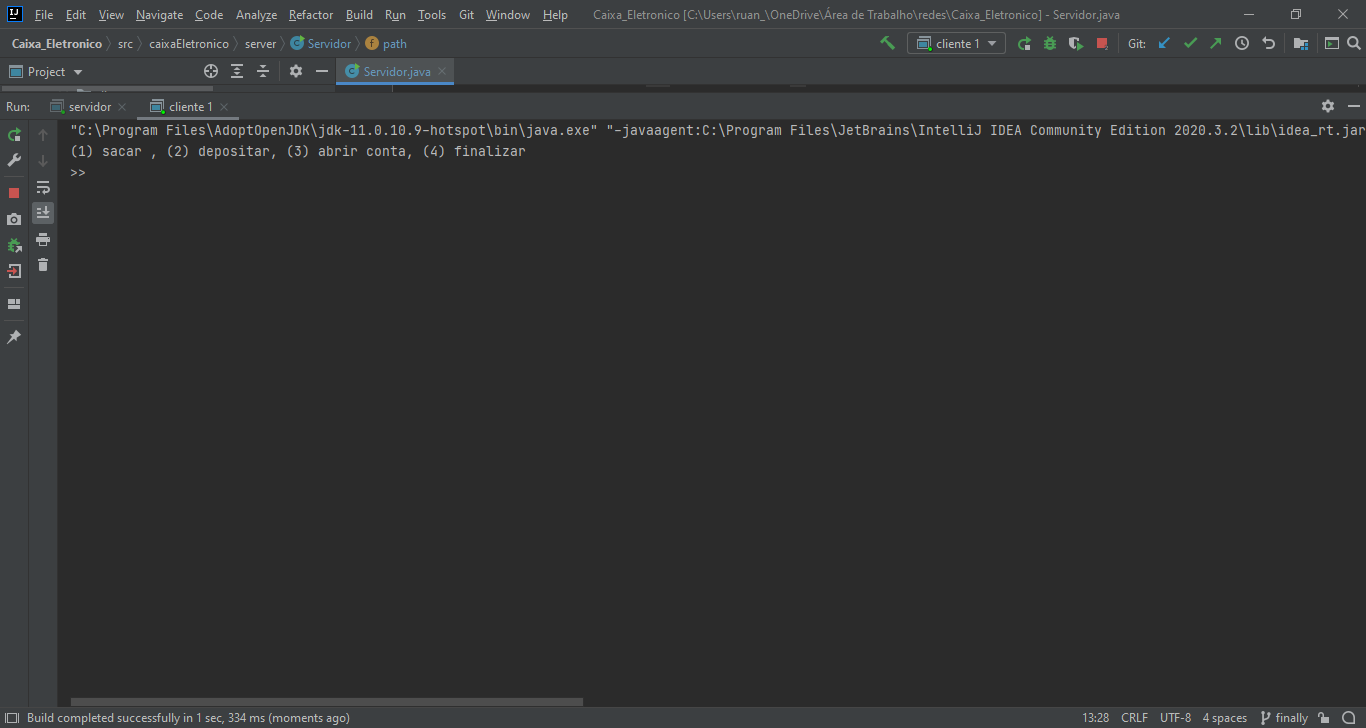 IJ File Edit View Navigate Code Analyze Refactor Build Run Tools Git Window Help Caixa_Eletronico [C:\Users\ruan_\OneDrive\Área de Trabalho\redes\Caixa_Eletronico] - Servidor.java
Caixa_Eletronico src caixaEletronico server C Servidor f path cliente 1 Git:
Project C Servidor.java
Run: servidor cliente 1
"C:\Program Files\AdoptOpenJDK\jdk-11.0.10.9-hotspot\bin\java.exe" "-javaagent:C:\Program Files\JetBrains\IntelliJ IDEA Community Edition 2020.3.2\lib\idea_rt.jar
(1) sacar , (2) depositar, (3) abrir conta, (4) finalizar
>>
Build completed successfully in 1 sec, 334 ms (moments ago) 13:28 CRLF UTF-8 4 spaces finally